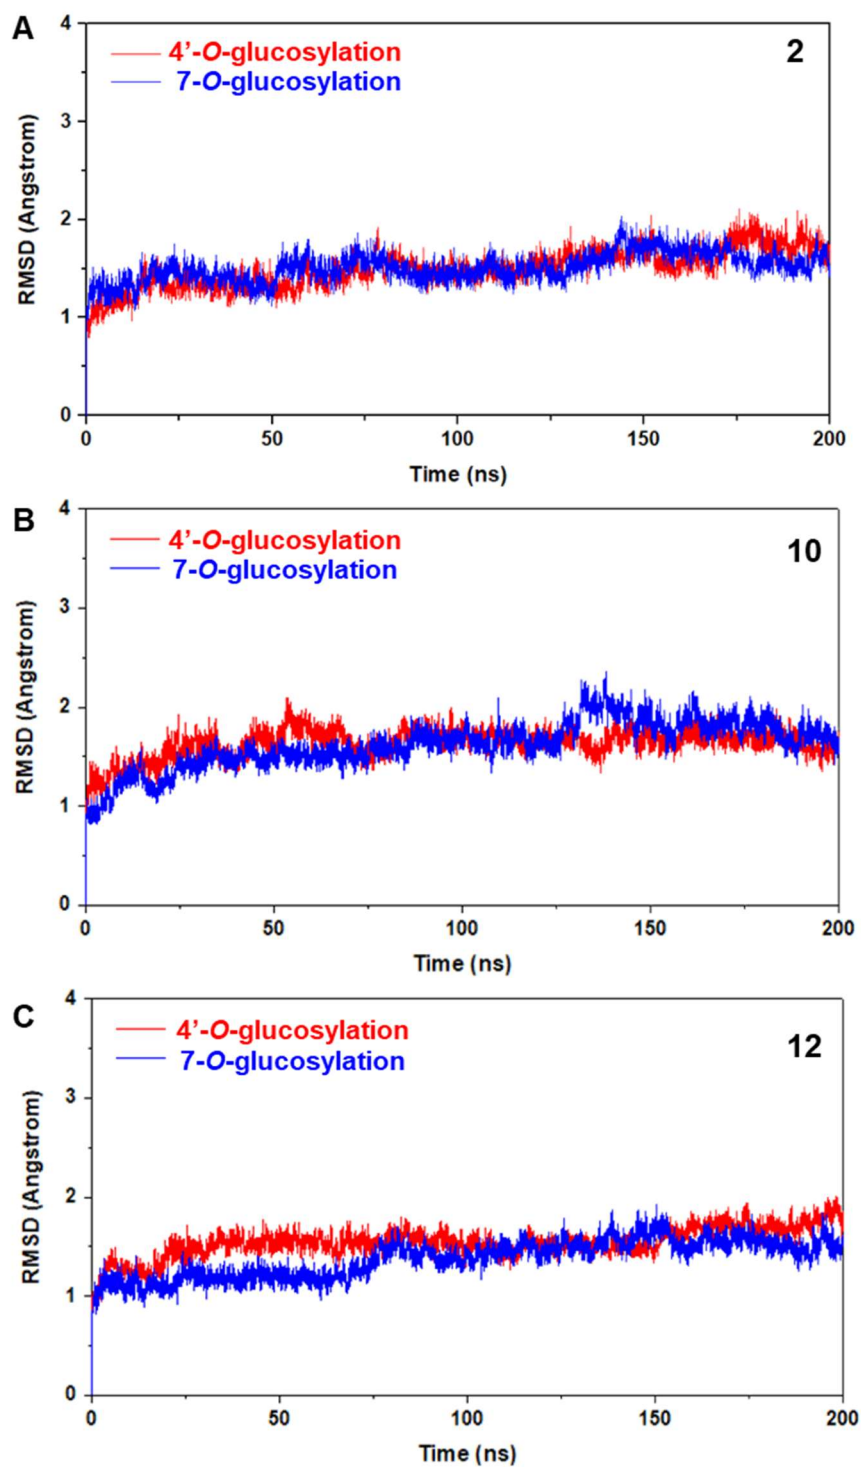 A
4'-O-glucosylation
2
7-O-glucosylation
4
3
2
1
0
RMSD (Angstrom)
0 50 100 150 200
Time (ns)
B
4'-O-glucosylation
10
7-O-glucosylation
4
3
2
1
0
RMSD (Angstrom)
0 50 100 150 200
Time (ns)
C
4'-O-glucosylation
12
7-O-glucosylation
4
3
2
1
0
RMSD (Angstrom)
0 50 100 150 200
Time (ns)